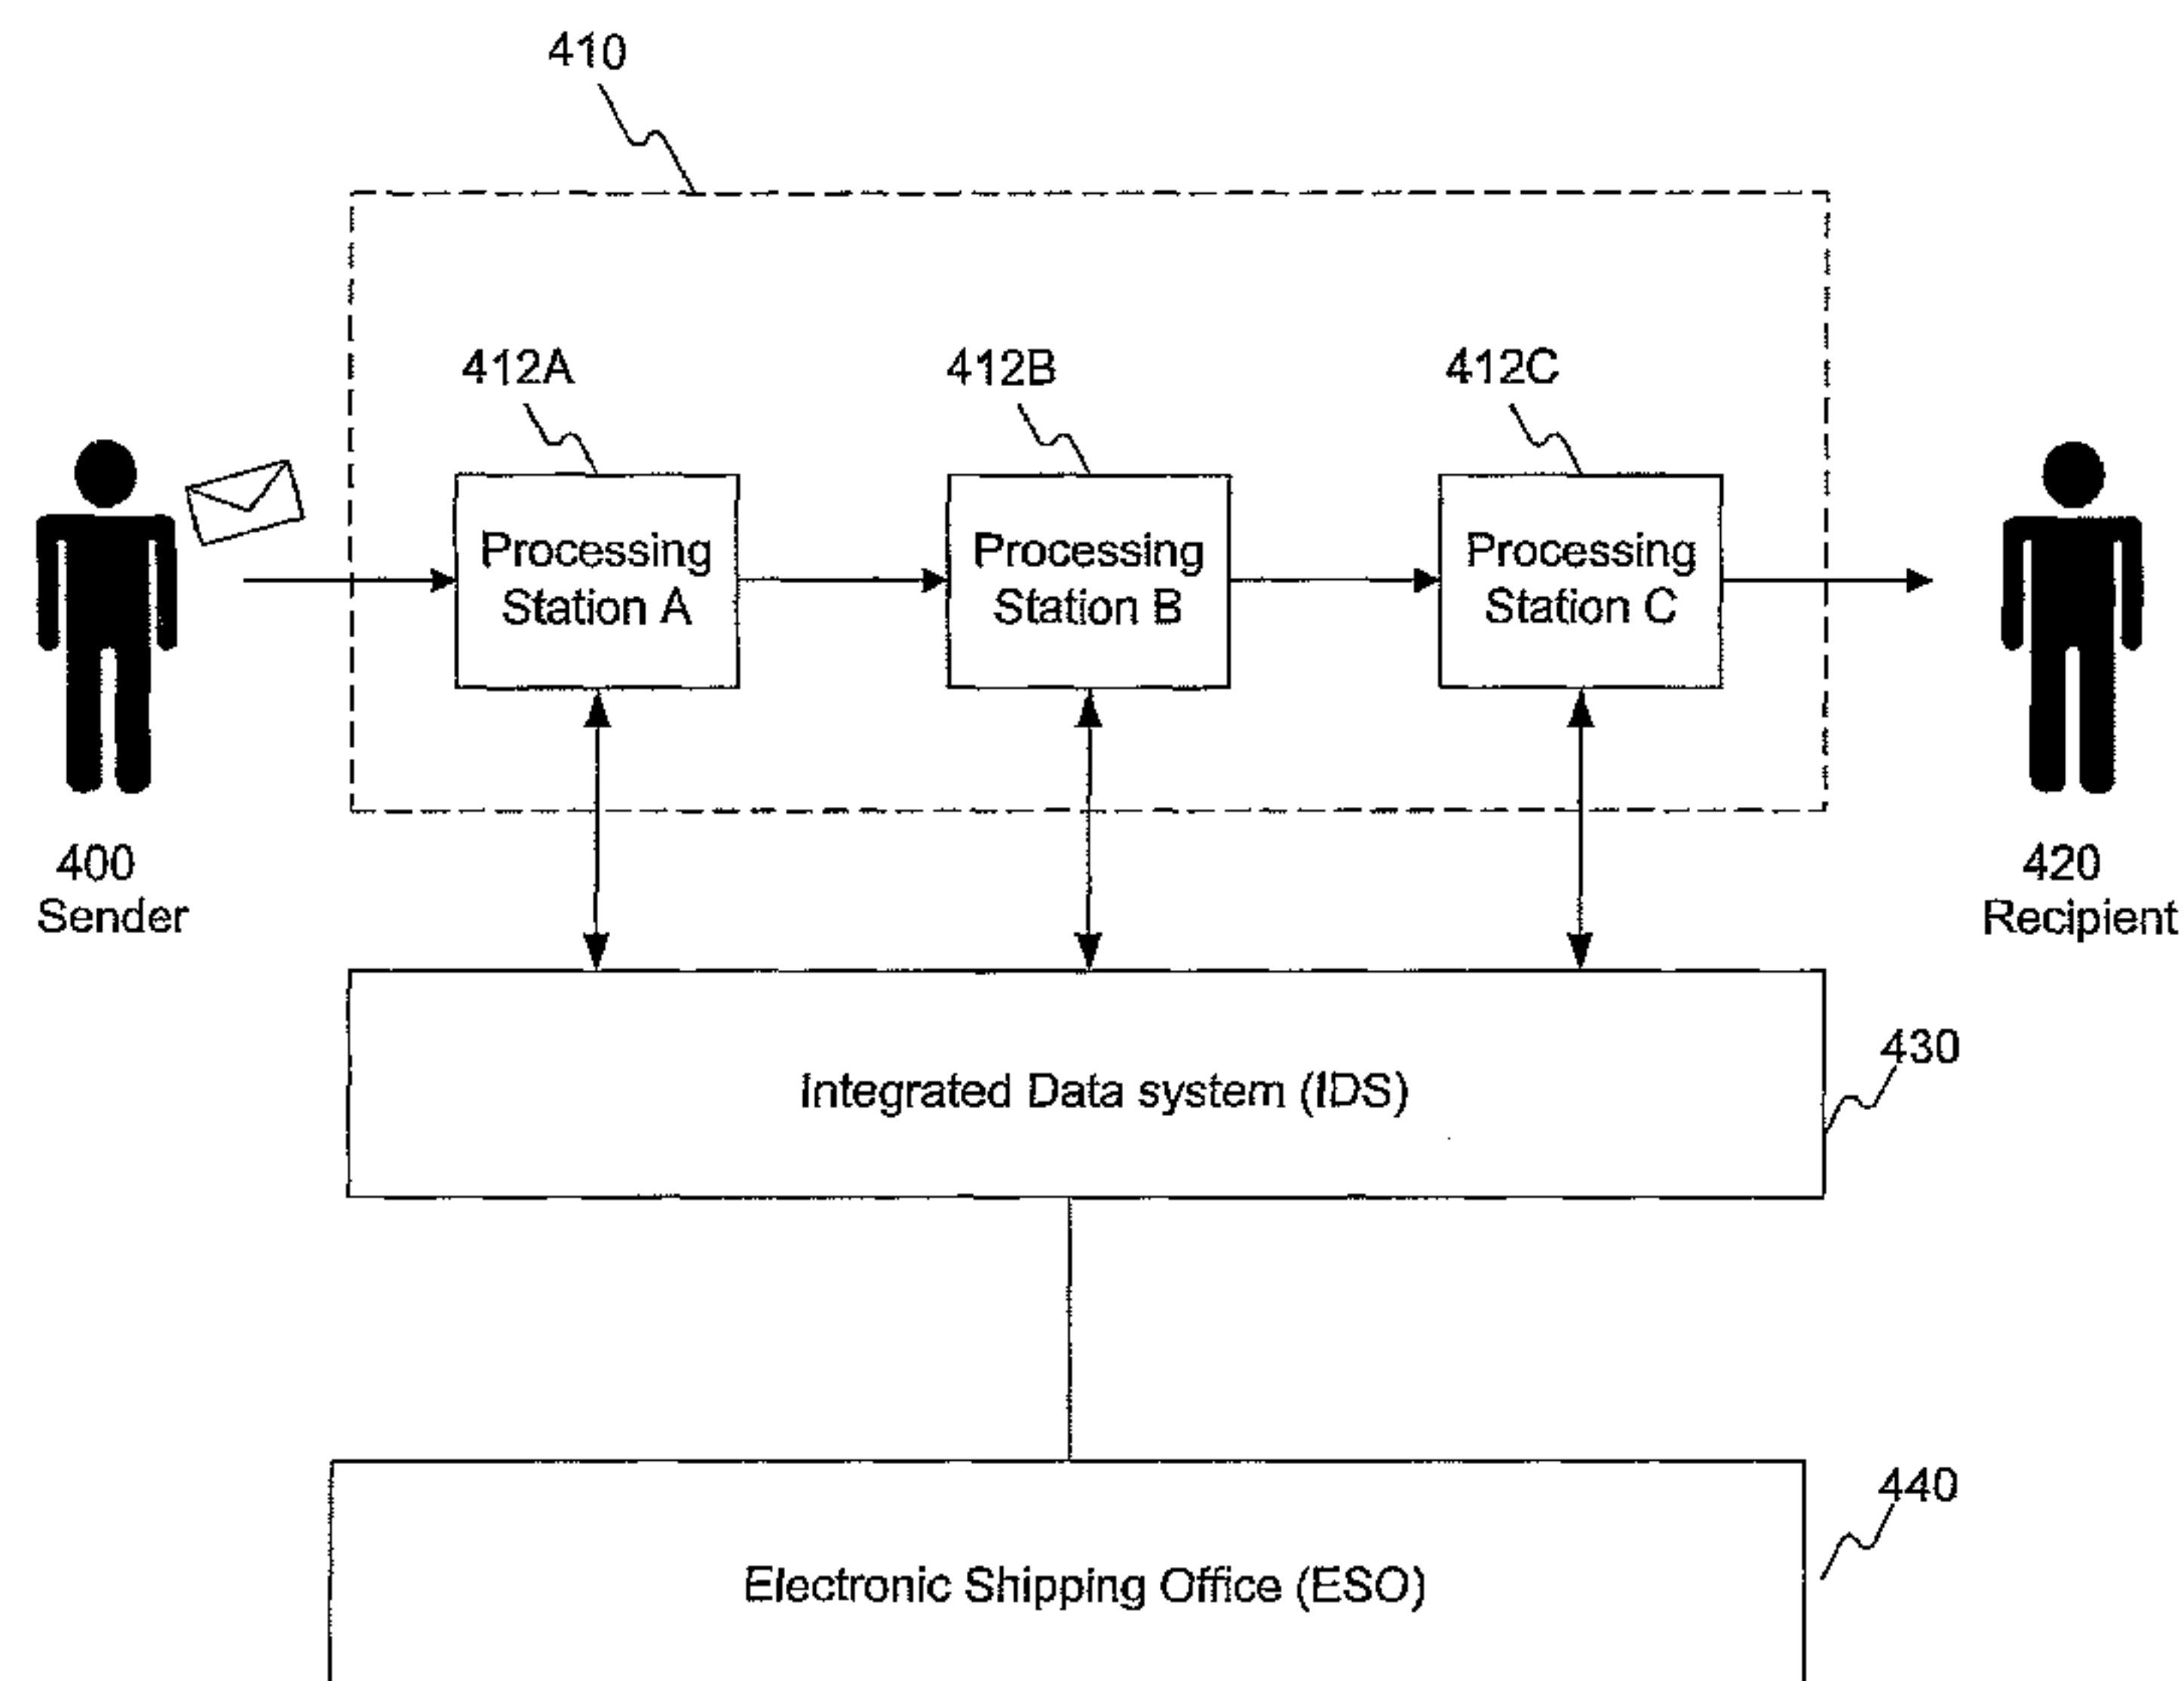 410
412A
412B
412C
Processing
Station A
Processing
Station B
Processing
Station C
400
Sender
420
Recipient
430
Integrated Data system (IDS)
440
Electronic Shipping Office (ESO)